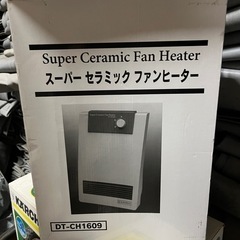 Super Ceramic Fan Heater
スーパー セラミック ファンヒーター
DT-CH1609